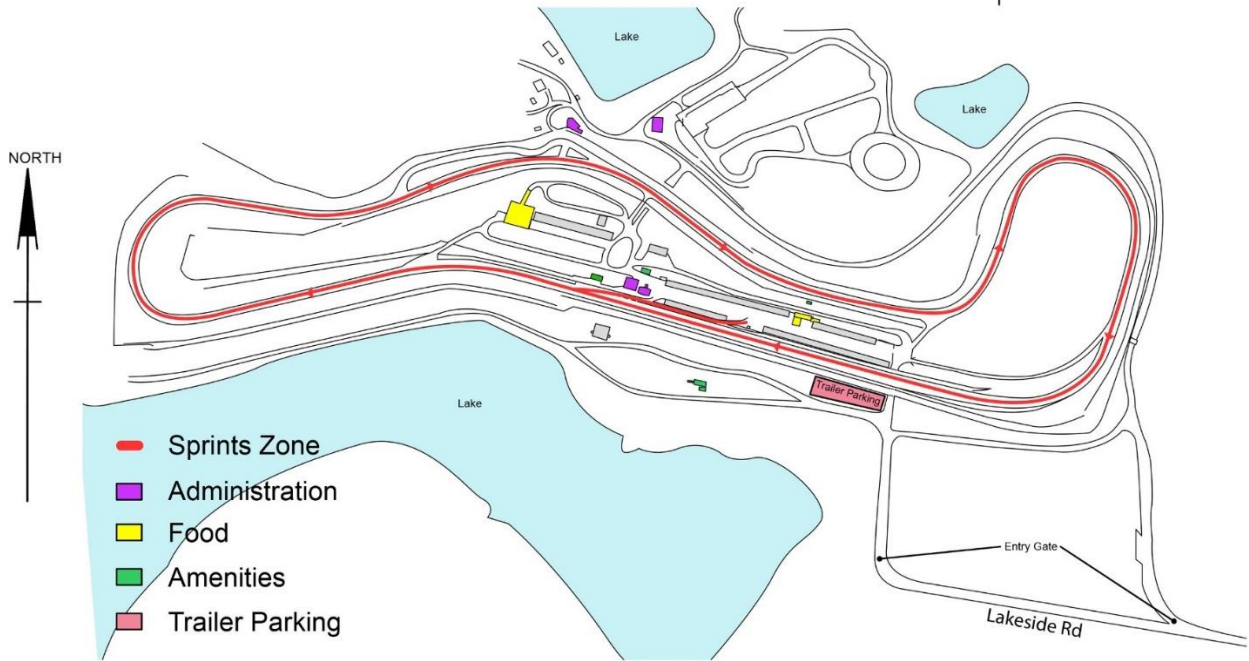 Lake
Lake
NORTH
Trailer Parking
Lake
Sprints Zone
Administration
Food
Amenities
Trailer Parking
Entry Gate
Lakeside Rd